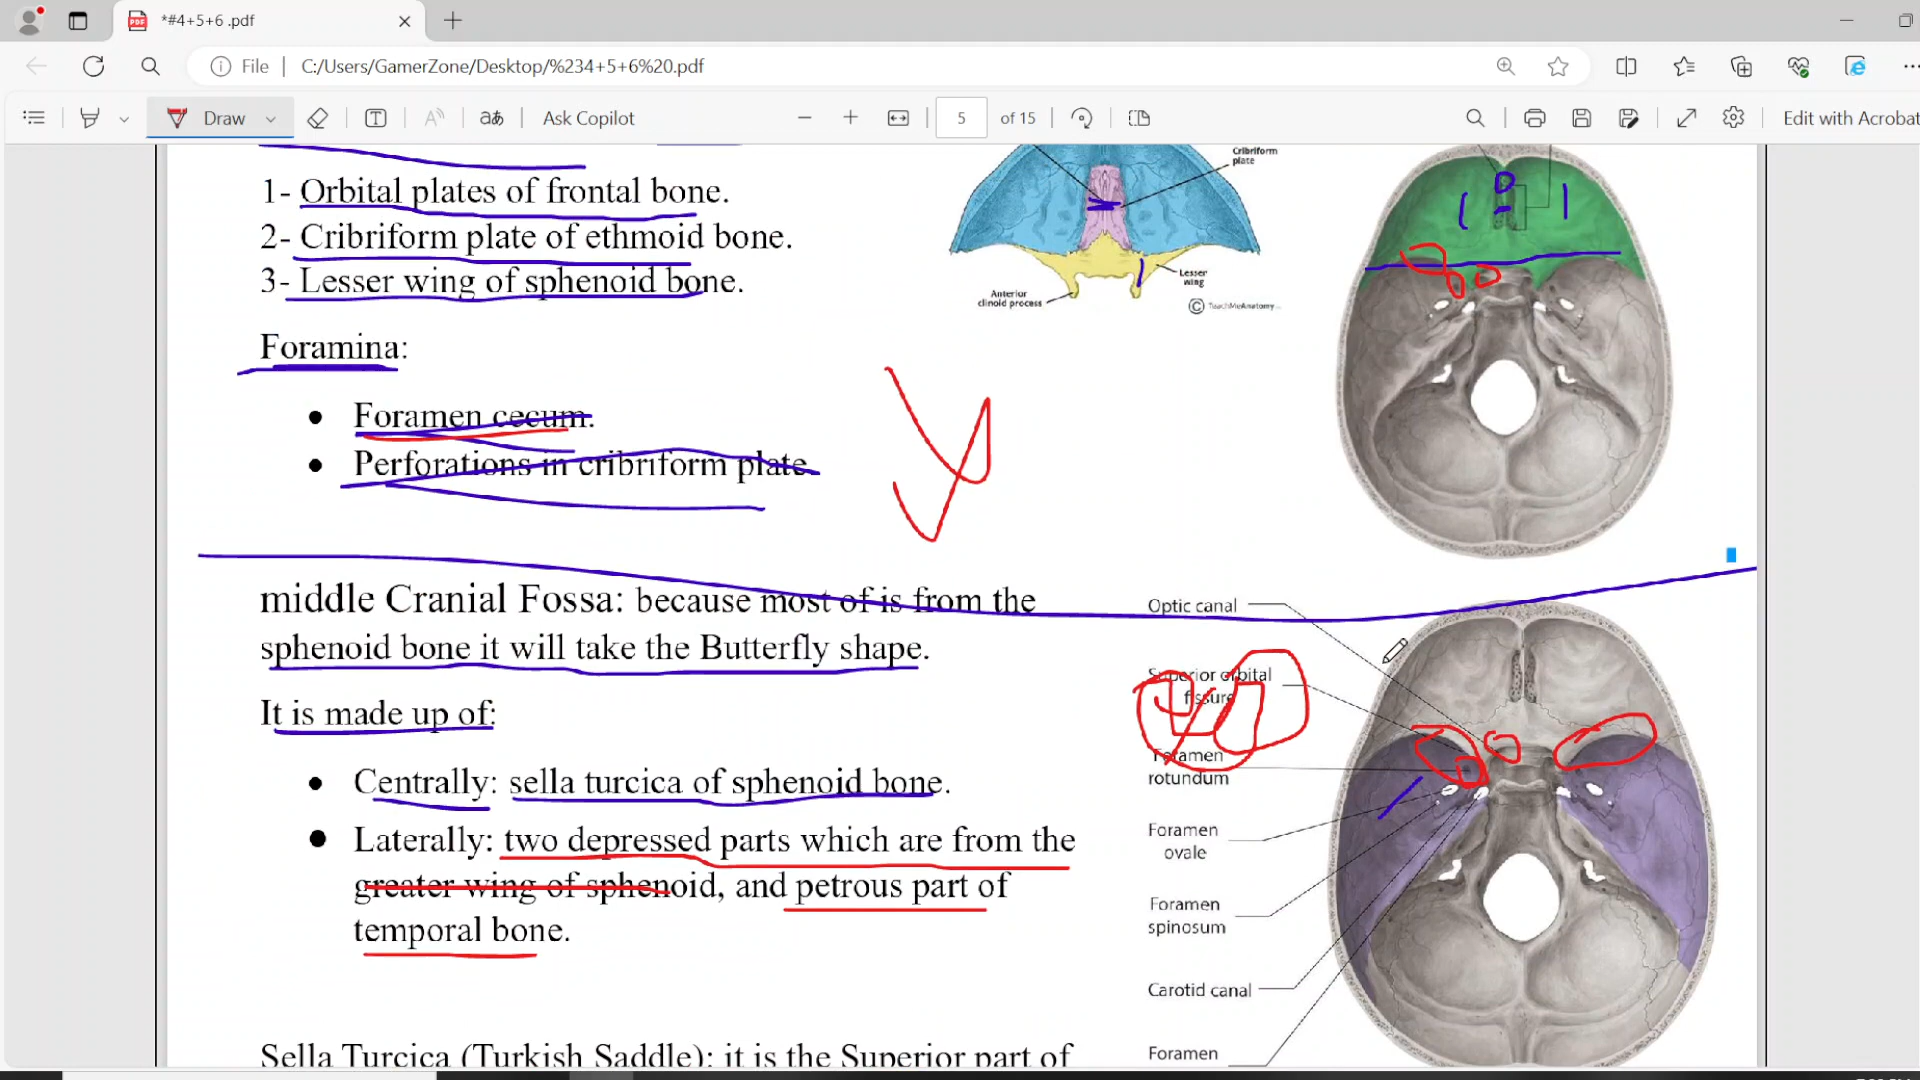 *#4+5+6 .pdf
File | C:/Users/GamerZone/Desktop/%234+5+6%20.pdf
Draw
Ask Copilot
5 of 15
Edit with Acrobat
1- Orbital plates of frontal bone.
2- Cribriform plate of ethmoid bone.
3- Lesser wing of sphenoid bone.
Cribriform
plate
Lesser
wing
Anterior
clinoid process
© TeachMeAnatomy
Foramina:
• Foramen cecum.
• Perforations in cribriform plate.
middle Cranial Fossa: because most of is from the
sphenoid bone it will take the Butterfly shape.
It is made up of:
• Centrally: sella turcica of sphenoid bone.
• Laterally: two depressed parts which are from the
greater wing of sphenoid, and petrous part of
temporal bone.
Sella Turcica (Turkish Saddle): it is the Superior part of
Optic canal
Superior orbital
fissure
Foramen
rotundum
Foramen
ovale
Foramen
spinosum
Carotid canal
Foramen